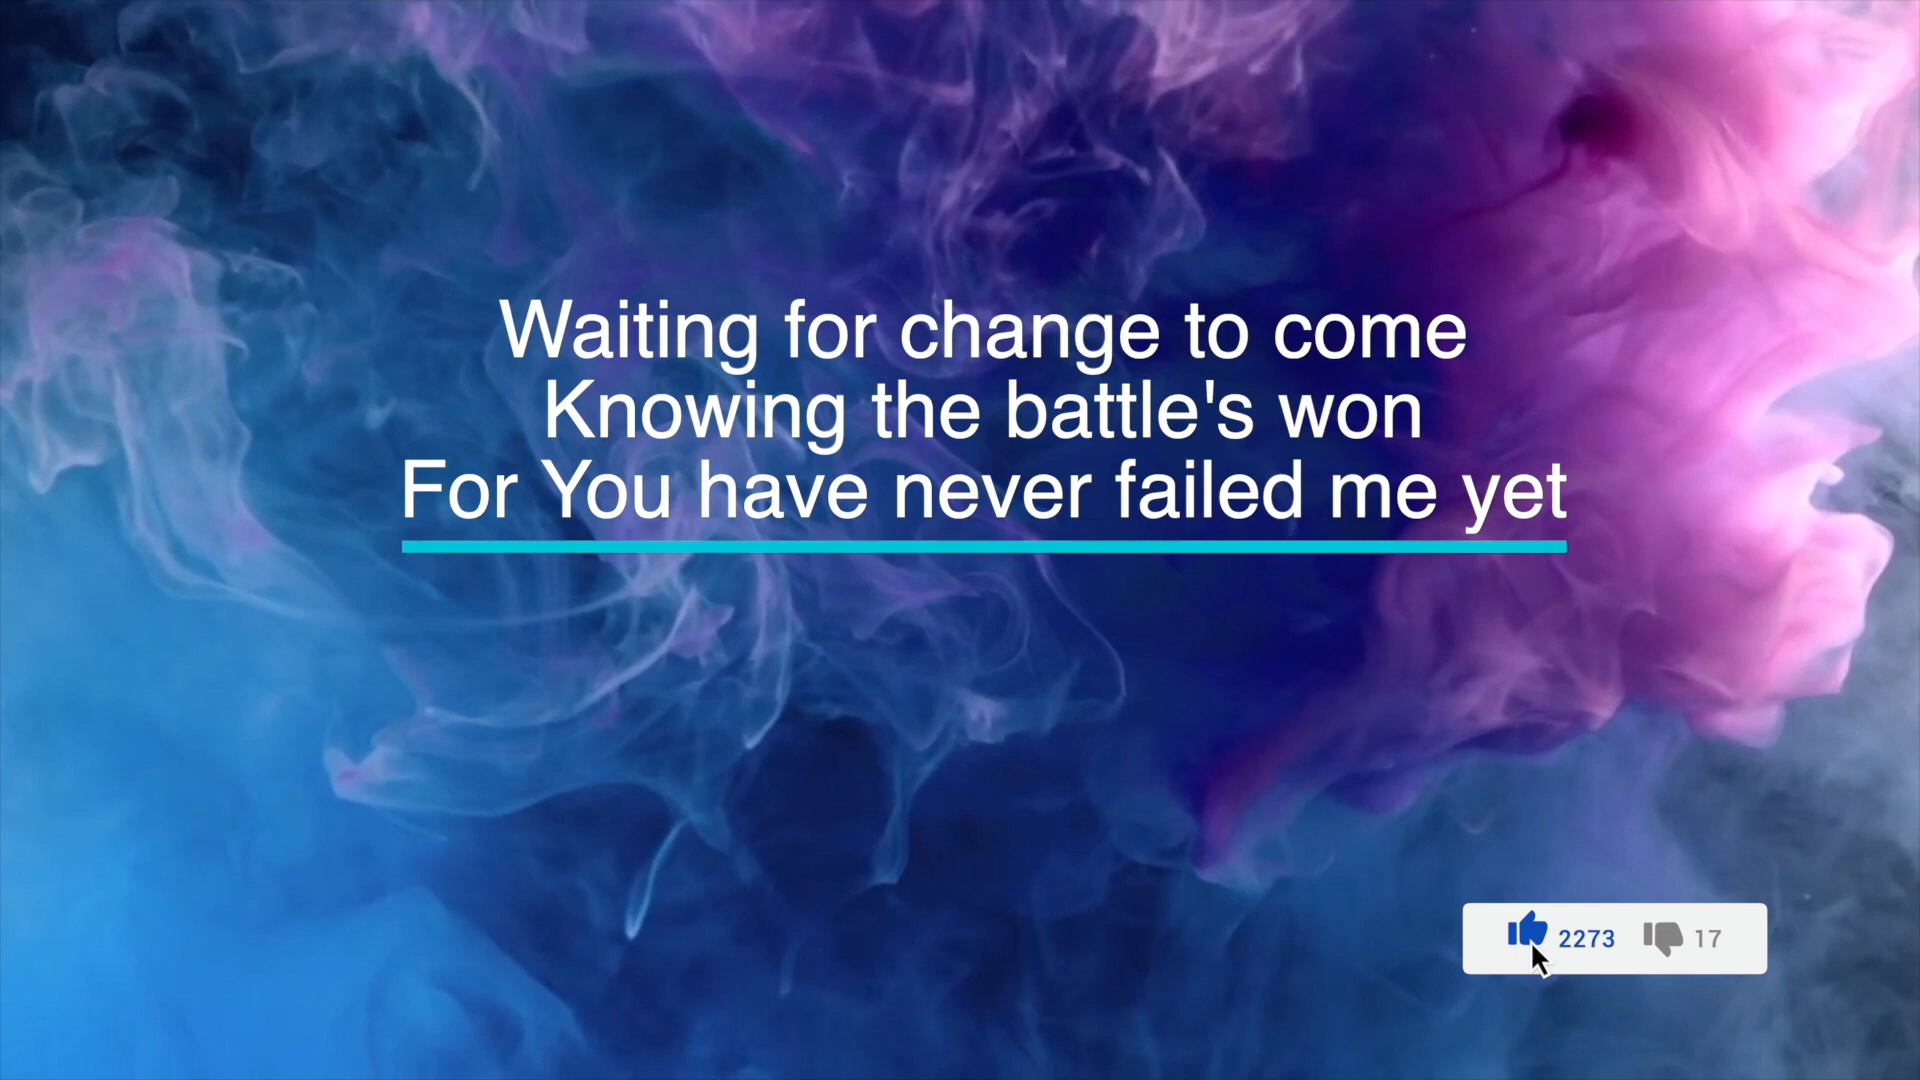 Waiting for change to come
Knowing the battle's won
For You have never failed me yet
2273 17